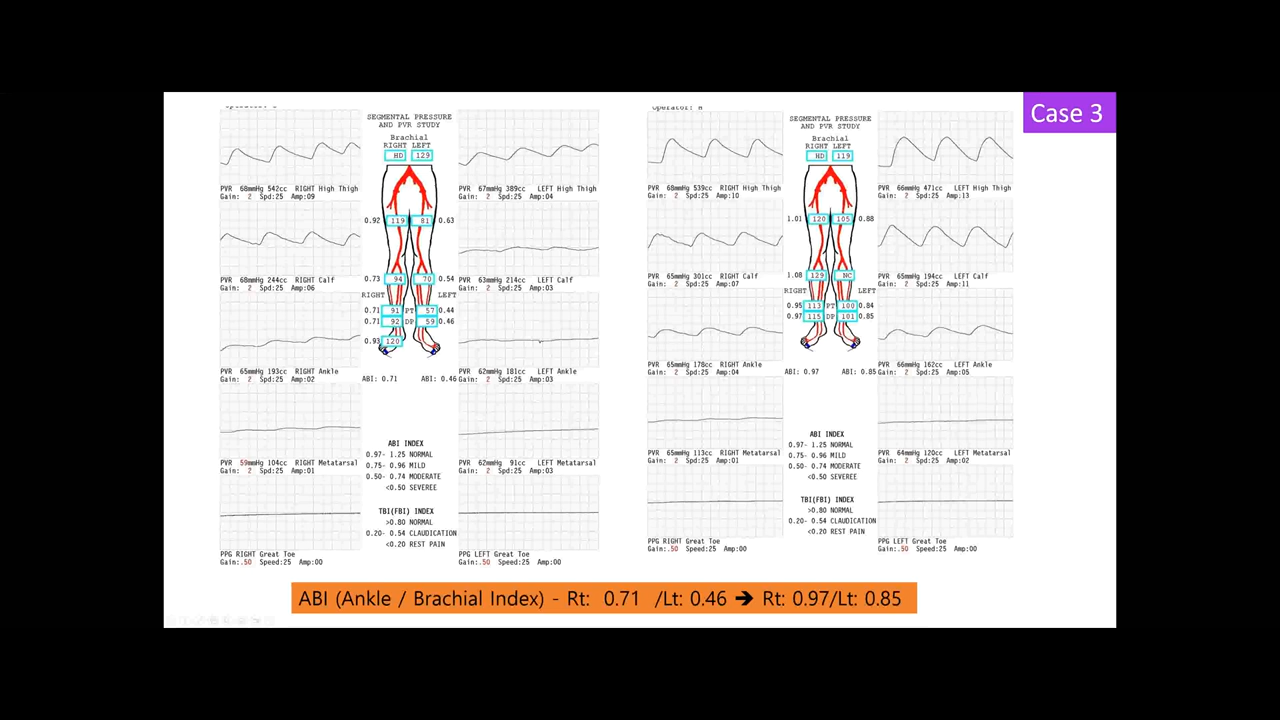 Case 3
SEGMENTAL PRESSURE
AND PVR STUDY
Brachial
RIGHT LEFT
HD 129
PVR 68mmHg 542cc RIGHT High Thigh
Gain: 2 Spd:25 Amp:09
PVR 67mmHg 389cc LEFT High Thigh
Gain: 2 Spd:25 Amp:04
0.92 119 81 0.63
PVR 68mmHg 244cc RIGHT Calf
Gain: 2 Spd:25 Amp:06
0.73 94 70 0.54
PVR 63mmHg 214cc LEFT Calf
Gain: 2 Spd:25 Amp:03
RIGHT LEFT
0.71 91 PT 57 0.44
0.71 92 DP 59 0.46
0.93 120
PVR 65mmHg 193cc RIGHT Ankle
Gain: 2 Spd:25 Amp:02
ABI: 0.71 ABI: 0.46
PVR 62mmHg 181cc LEFT Ankle
Gain: 2 Spd:25 Amp:03
ABI INDEX
0.97- 1.25 NORMAL
0.75- 0.96 MILD
0.50- 0.74 MODERATE
<0.50 SEVEREE
PVR 59mmHg 104cc RIGHT Metatarsal
Gain: 2 Spd:25 Amp:01
PVR 62mmHg 91cc LEFT Metatarsal
Gain: 2 Spd:25 Amp:03
TBI(FBI) INDEX
>0.80 NORMAL
0.20- 0.54 CLAUDICATION
<0.20 REST PAIN
PPG RIGHT Great Toe
Gain:.50 Speed:25 Amp:00
PPG LEFT Great Toe
Gain:.50 Speed:25 Amp:00
SEGMENTAL PRESSURE
AND PVR STUDY
Brachial
RIGHT LEFT
HD 119
PVR 68mmHg 539cc RIGHT High Thigh
Gain: 2 Spd:25 Amp:10
PVR 66mmHg 471cc LEFT High Thigh
Gain: 2 Spd:25 Amp:13
1.01 120 105 0.88
PVR 65mmHg 301cc RIGHT Calf
Gain: 2 Spd:25 Amp:07
1.08 129 NC
PVR 65mmHg 194cc LEFT Calf
Gain: 2 Spd:25 Amp:11
RIGHT LEFT
0.95 113 PT 100 0.84
0.97 115 DP 101 0.85
PVR 65mmHg 178cc RIGHT Ankle
Gain: 2 Spd:25 Amp:04
ABI: 0.97 ABI: 0.85
PVR 66mmHg 162cc LEFT Ankle
Gain: 2 Spd:25 Amp:05
ABI INDEX
0.97- 1.25 NORMAL
0.75- 0.96 MILD
0.50- 0.74 MODERATE
<0.50 SEVEREE
PVR 65mmHg 113cc RIGHT Metatarsal
Gain: 2 Spd:25 Amp:01
PVR 64mmHg 120cc LEFT Metatarsal
Gain: 2 Spd:25 Amp:02
TBI(FBI) INDEX
>0.80 NORMAL
0.20- 0.54 CLAUDICATION
<0.20 REST PAIN
PPG RIGHT Great Toe
Gain:.50 Speed:25 Amp:00
PPG LEFT Great Toe
Gain:.50 Speed:25 Amp:00
ABI (Ankle / Brachial Index) - Rt: 0.71 /Lt: 0.46 ➔ Rt: 0.97/Lt: 0.85